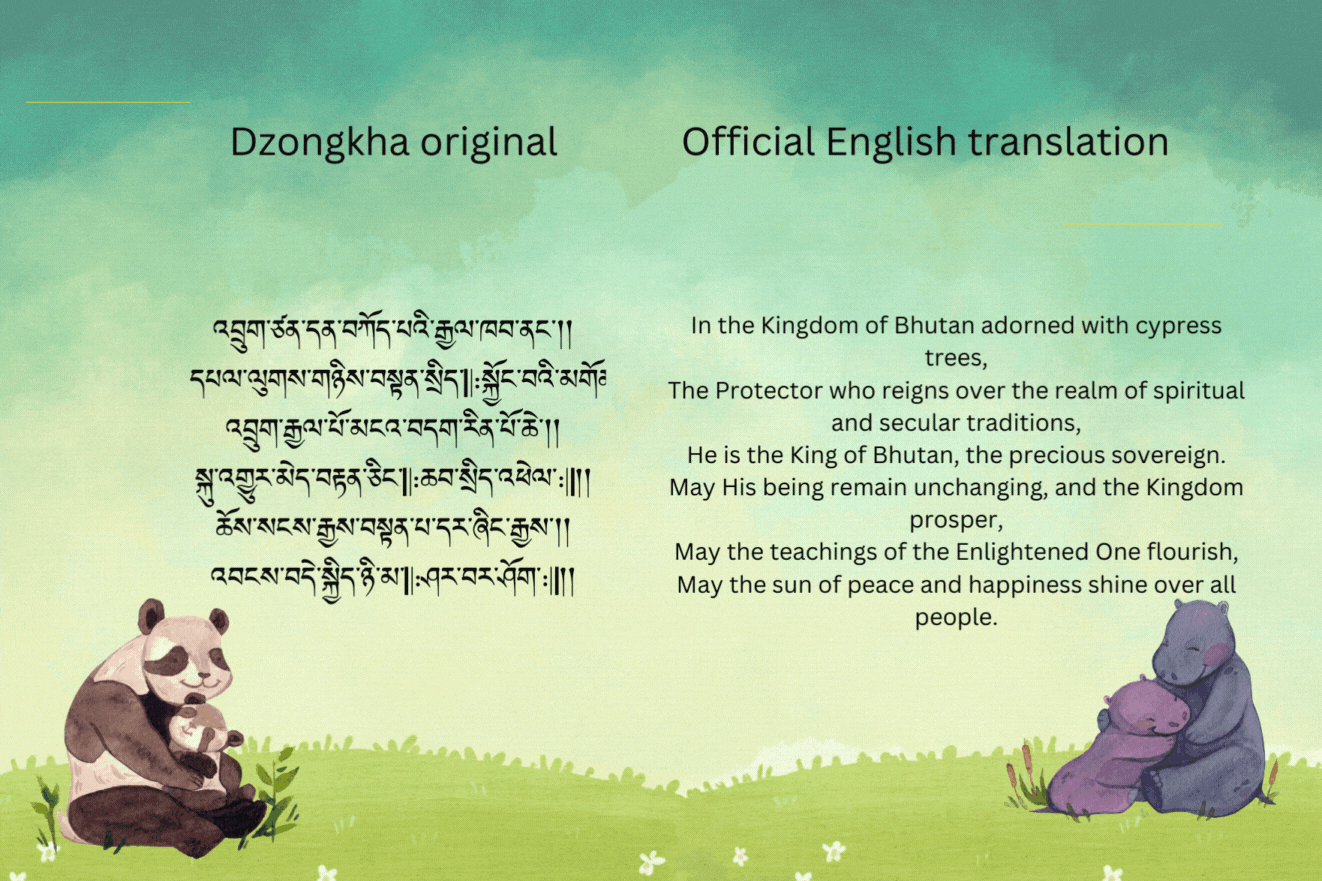 Dzongkha original
འབྲུག་ཙན་དན་བཀོད་པའི་རྒྱལ་ཁབ་ནང་།།
དཔལ་ལུགས་གཉིས་བསྟན་སྲིད༎:སྐྱོང་བའི་
འབྲུག་རྒྱལ་པོ་མངའ་བདག་རིན་པོ་ཆེ་།།
སྐུ་འགྱུར་མེད་བརྟན་ཅིང༎:ཆབ་སྲིད་འཕེལ་:༎།།
ཆོས་སངས་རྒྱས་བསྟན་པ་དར་ཞིང་རྒྱས་།།
འབངས་བདེ་སྐྱིད་ཉི་མ༎:ཤར་བར་ཤོག་:༎།།
Official English translation
In the Kingdom of Bhutan adorned with cypress
trees,
The Protector who reigns over the realm of spiritual
and secular traditions,
He is the King of Bhutan, the precious sovereign.
May His being remain unchanging, and the Kingdom
prosper,
May the teachings of the Enlightened One flourish,
May the sun of peace and happiness shine over all
people.